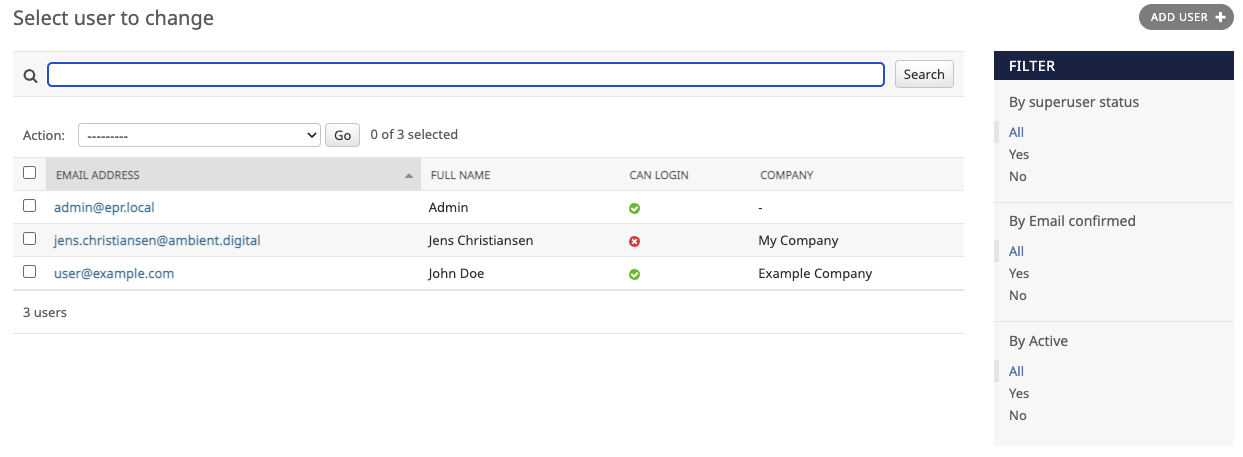 Select user to change
ADD USER
Search
Action: --------- Go 0 of 3 selected
EMAIL ADDRESS FULL NAME CAN LOGIN COMPANY
admin@epr.local Admin -
jens.christiansen@ambient.digital Jens Christiansen My Company
user@example.com John Doe Example Company
3 users
FILTER
By superuser status
All
Yes
No
By Email confirmed
All
Yes
No
By Active
All
Yes
No